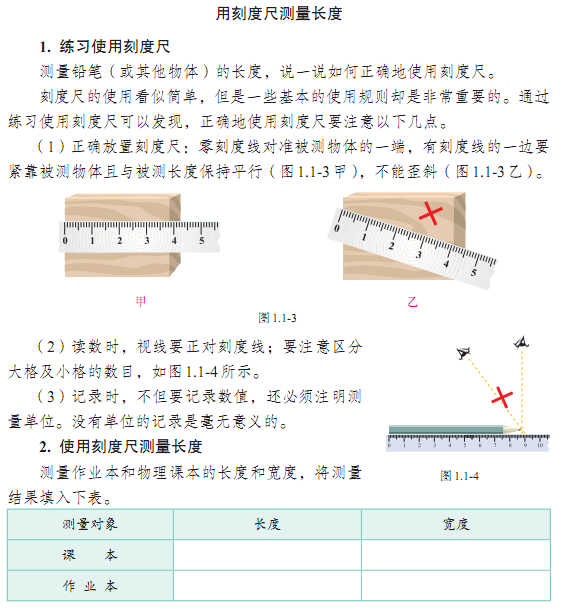 用刻度尺测量长度
1. 练习使用刻度尺
测量铅笔（或其他物体）的长度，说一说如何正确地使用刻度尺。
刻度尺的使用看似简单，但是一些基本的使用规则却是非常重要的。通过
练习使用刻度尺可以发现，正确地使用刻度尺要注意以下几点。
（1）正确放置刻度尺：零刻度线对准被测物体的一端，有刻度线的一边要
紧靠被测物体且与被测长度保持平行（图1.1-3甲），不能歪斜（图1.1-3乙）。
0 1 2 3 4 5
0 1 2 3 4 5
甲
乙
图1.1-3
（2）读数时，视线要正对刻度线；要注意区分
大格及小格的数目，如图1.1-4所示。
（3）记录时，不但要记录数值，还必须注明测
量单位。没有单位的记录是毫无意义的。
0 1 2 3 4 5 6 7 8 9 10
图1.1-4
2. 使用刻度尺测量长度
测量作业本和物理课本的长度和宽度，将测量
结果填入下表。
测量对象 长度 宽度
课 本
作 业 本